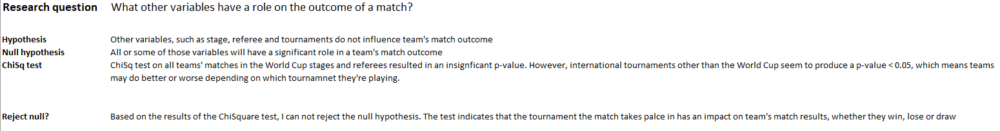 Research question What other variables have a role on the outcome of a match?
Hypothesis Other variables, such as stage, referee and tournaments do not influence team's match outcome
Null hypothesis All or some of those variables will have a significant role in a team's match outcome
ChiSq test ChiSq test on all teams' matches in the World Cup stages and referees resulted in an insignficant p-value. However, international tournaments other than the World Cup seem to produce a p-value < 0.05, which means teams
may do better or worse depending on which tournamnet they're playing.
Reject null? Based on the results of the ChiSquare test, I can not reject the null hypothesis. The test indicates that the tournament the match takes palce in has an impact on team's match results, whether they win, lose or draw